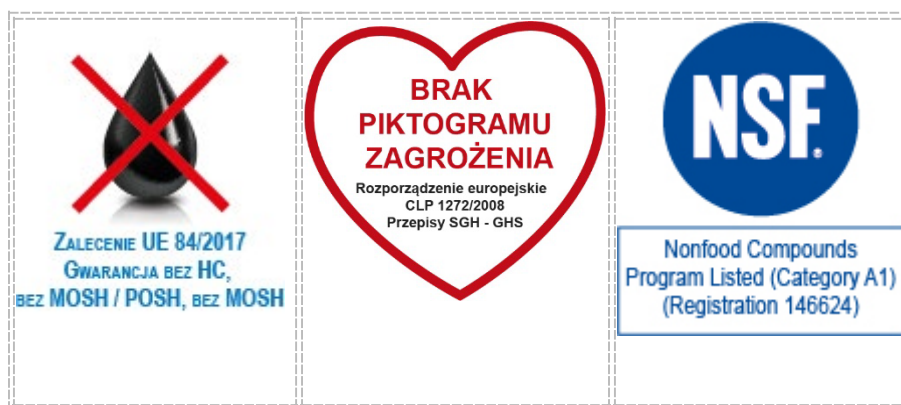 ZALECENIE UE 84/2017
GWARANCJA BEZ HC,
BEZ MOSH / POSH, BEZ MOSH
BRAK
PIKTOGRAMU
ZAGROŻENIA
Rozporządzenie europejskie
CLP 1272/2008
Przepisy SGH - GHS
NSF.
Nonfood Compounds
Program Listed (Category A1)
(Registration 146624)